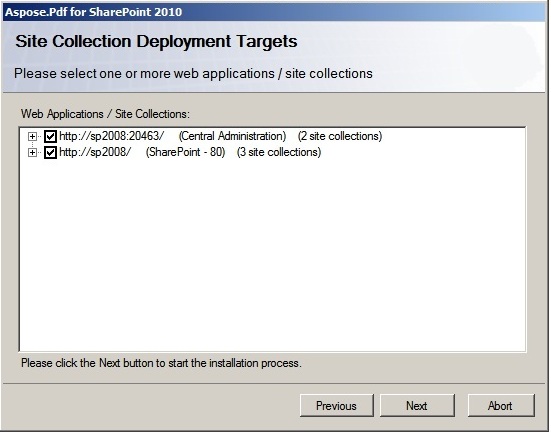 Aspose.Pdf for SharePoint 2010
Site Collection Deployment Targets
Please select one or more web applications / site collections
Web Applications / Site Collections:
http://sp2008:20463/ (Central Administration) (2 site collections)
http://sp2008/ (SharePoint - 80) (3 site collections)
Please click the Next button to start the installation process.
Previous Next Abort